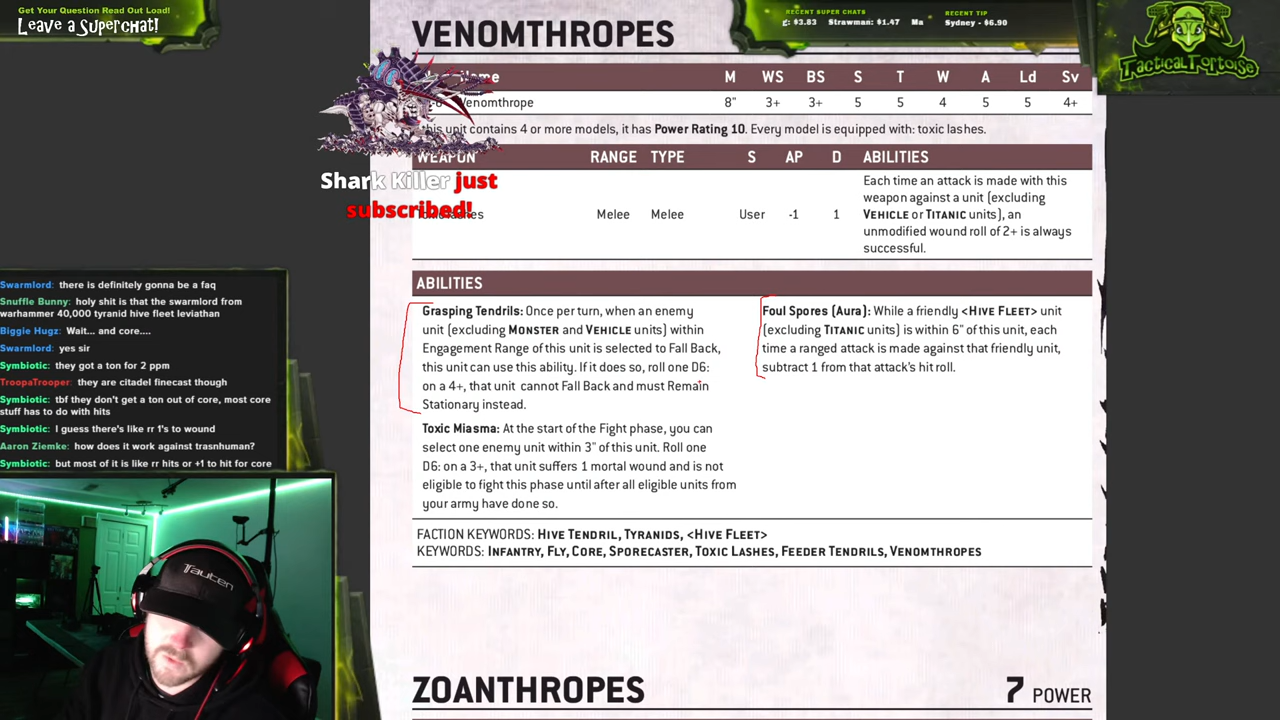 Get Your Question Read Out Load!
Leave a Superchat!
RECENT SUPER CHATS
g: $3.83 Strawman: $1.47 Ma
RECENT TIP
Sydney - $6.90
TacticalTortoise
VENOMTHROPES
Name M WS BS S T W A Ld Sv
Venomthrope 8" 3+ 3+ 5 5 4 5 5 4+
this unit contains 4 or more models, it has POWER RATING 10. Every model is equipped with: toxic lashes.
WEAPON RANGE TYPE S AP D ABILITIES
lashes Melee Melee User -1 1
Each time an attack is made with this
weapon against a unit (excluding
VEHICLE or TITANIC units), an
unmodified wound roll of 2+ is always
successful.
Shark Killer just
subscribed!
ABILITIES
Grasping Tendrils: Once per turn, when an enemy
unit (excluding MONSTER and VEHICLE units) within
Engagement Range of this unit is selected to Fall Back,
this unit can use this ability. If it does so, roll one D6:
on a 4+, that unit cannot Fall Back and must Remain
Stationary instead.
Toxic Miasma: At the start of the Fight phase, you can
select one enemy unit within 3" of this unit. Roll one
D6: on a 3+, that unit suffers 1 mortal wound and is not
eligible to fight this phase until after all eligible units from
your army have done so.
Foul Spores (Aura): While a friendly <HIVE FLEET> unit
(excluding TITANIC units) is within 6" of this unit, each
time a ranged attack is made against that friendly unit,
subtract 1 from that attack's hit roll.
FACTION KEYWORDS: HIVE TENDRIL, TYRANIDS, <HIVE FLEET>
KEYWORDS: INFANTRY, FLY, CORE, SPORECASTER, TOXIC LASHES, FEEDER TENDRILS, VENOMTHROPES
ZOANTHROPES 7 POWER
Swarmlord: there is definitely gonna be a faq
Snuffle Bunny: holy shit is that the swarmlord from
warhammer 40,000 tyranid hive fleet leviathan
Biggie Hugz: Wait... and core....
Swarmlord: yes sir
Symbiotic: they got a ton for 2 ppm
TroopaTrooper: they are citadel finecast though
Symbiotic: tbf they don't get a ton out of core, most core
stuff has to do with hits
Symbiotic: I guess there's like rr 1's to wound
Aaron Ziemke: how does it work against trasnhuman?
Symbiotic: but most of it is like rr hits or +1 to hit for core
Tauten